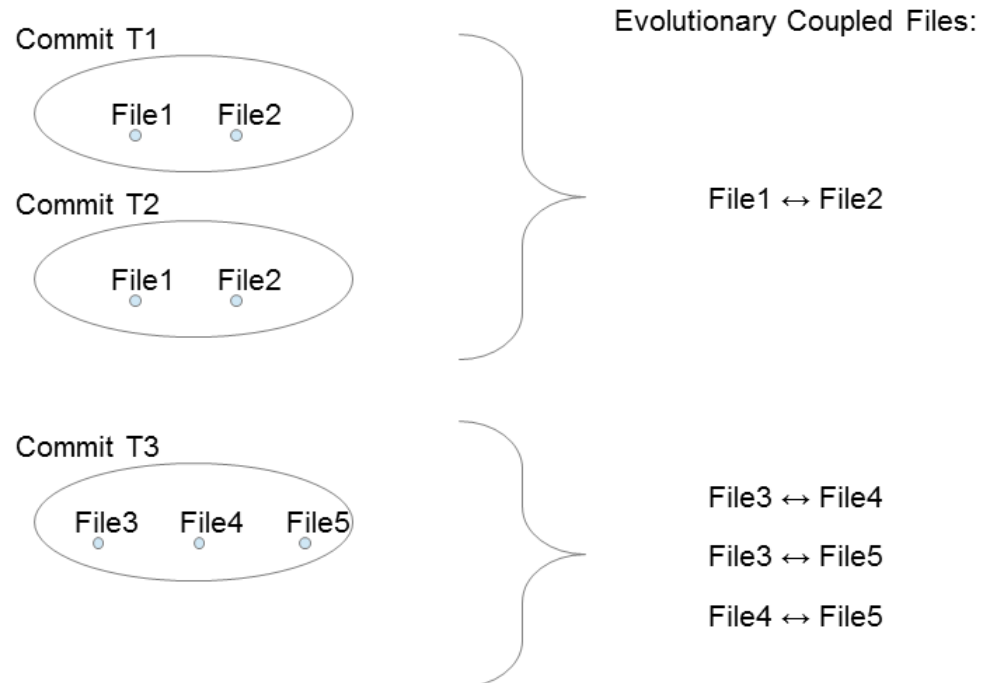 Evolutionary Coupled Files:
Commit T1
File1 File2
Commit T2
File1 File2
File1 ↔ File2
Commit T3
File3 File4 File5
File3 ↔ File4
File3 ↔ File5
File4 ↔ File5